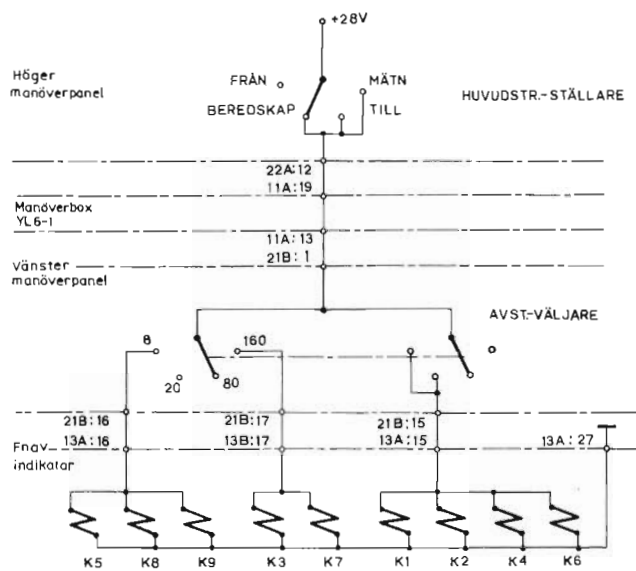 +28V
Höger
manöverpanel
FRÅN
MÄTN
HUVUDSTR.-STÄLLARE
BEREDSKAP
TILL
22A:12
11A:19
Manöverbox
YL6-1
11A:13
21B:1
Vänster
manöverpanel
AVST.-VÄLJARE
8
160
20
80
21B:16
21B:17
21B:15
13A:16
13B:17
13A:15
13A:27
Fnav
indikator
K5 K8 K9 K3 K7 K1 K2 K4 K6